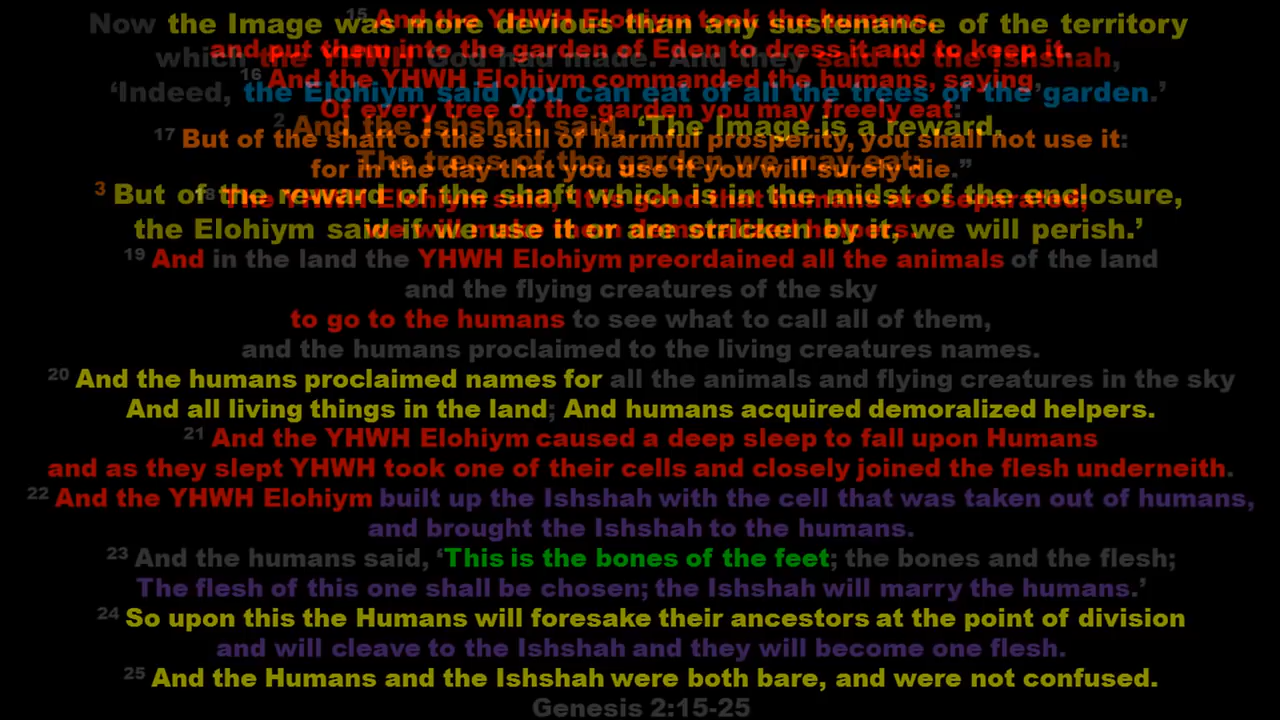 15 And the YHWH Elohiym took the humans,
Now the Image was more devious than any sustenance of the territory
and put them into the garden of Eden to dress it and to keep it.
which the YHWH God had made. And they said to the Ishshah,
16 And the YHWH Elohiym commanded the humans, saying
‘Indeed, the Elohiym said you can eat of all the trees of the garden.’
Of every tree of the garden you may freely eat:
2 And the Ishshah said, ‘The Image is a reward.
17 But of the shaft of the skill or harmful prosperity, you shall not use it:
The trees of the garden we may eat;
for in the day that you use it you will surely die.”
3 But of the reward of the shaft which is in the midst of the enclosure,
the YHWH Elohiym said, good that humans are separated;
the Elohiym said if we use it or are stricken by it, we will perish.’
helpers.
19 And in the land the YHWH Elohiym preordained all the animals of the land
and the flying creatures of the sky
to go to the humans to see what to call all of them,
and the humans proclaimed to the living creatures names.
20 And the humans proclaimed names for all the animals and flying creatures in the sky
And all living things in the land; And humans acquired demoralized helpers.
21 And the YHWH Elohiym caused a deep sleep to fall upon Humans
and as they slept YHWH took one of their cells and closely joined the flesh underneith.
22 And the YHWH Elohiym built up the Ishshah with the cell that was taken out of humans,
and brought the Ishshah to the humans.
23 And the humans said, ‘This is the bones of the feet; the bones and the flesh;
The flesh of this one shall be chosen; the Ishshah will marry the humans.’
24 So upon this the Humans will foresake their ancestors at the point of division
and will cleave to the Ishshah and they will become one flesh.
25 And the Humans and the Ishshah were both bare, and were not confused.
Genesis 2:15-25